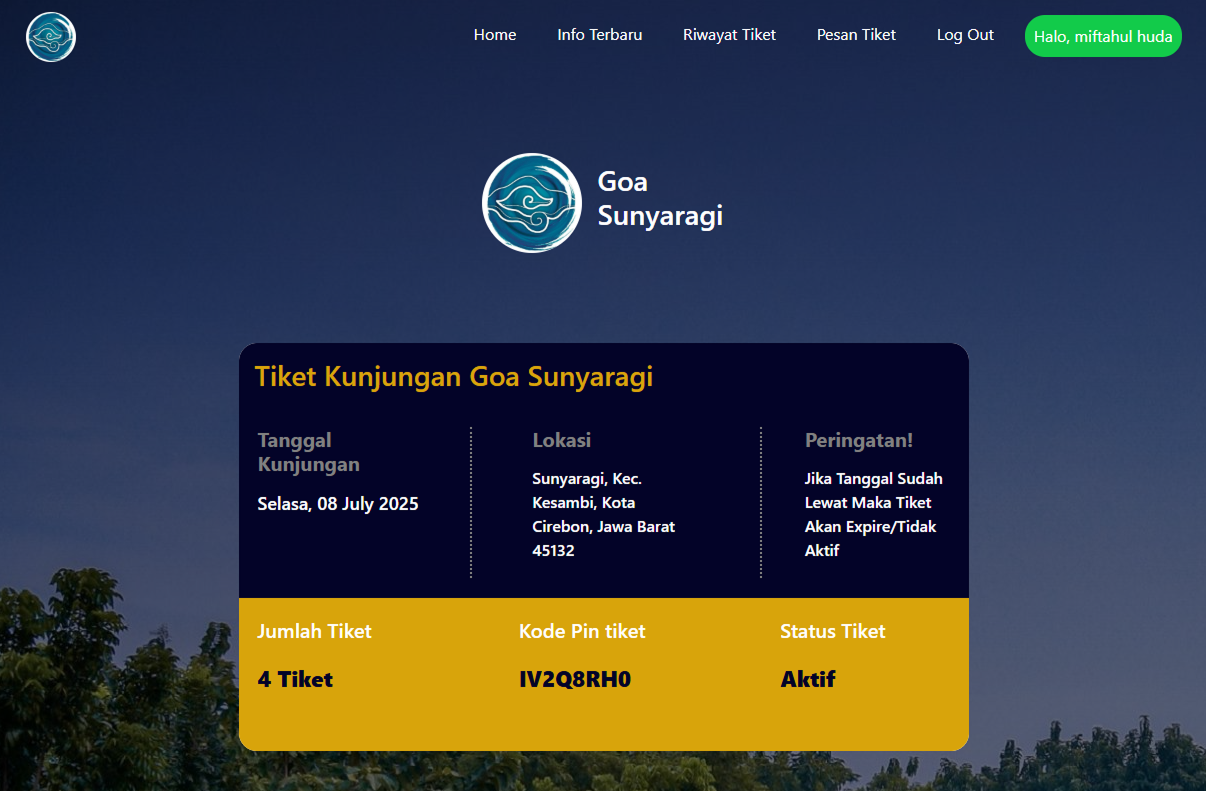 Home Info Terbaru Riwayat Tiket Pesan Tiket Log Out Halo, miftahul huda
Goa
Sunyaragi
Tiket Kunjungan Goa Sunyaragi
Tanggal
Kunjungan
Selasa, 08 July 2025
Lokasi
Sunyaragi, Kec.
Kesambi, Kota
Cirebon, Jawa Barat
45132
Peringatan!
Jika Tanggal Sudah
Lewat Maka Tiket
Akan Expire/Tidak
Aktif
Jumlah Tiket
4 Tiket
Kode Pin tiket
IV2Q8RH0
Status Tiket
Aktif